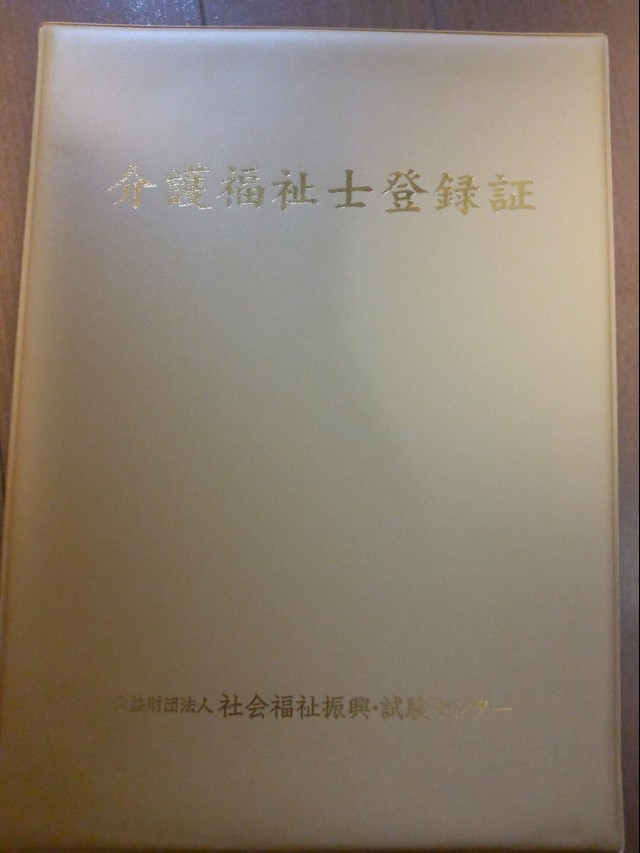 介護福祉士登録証
公益財団法人 社会福祉振興・試験センター